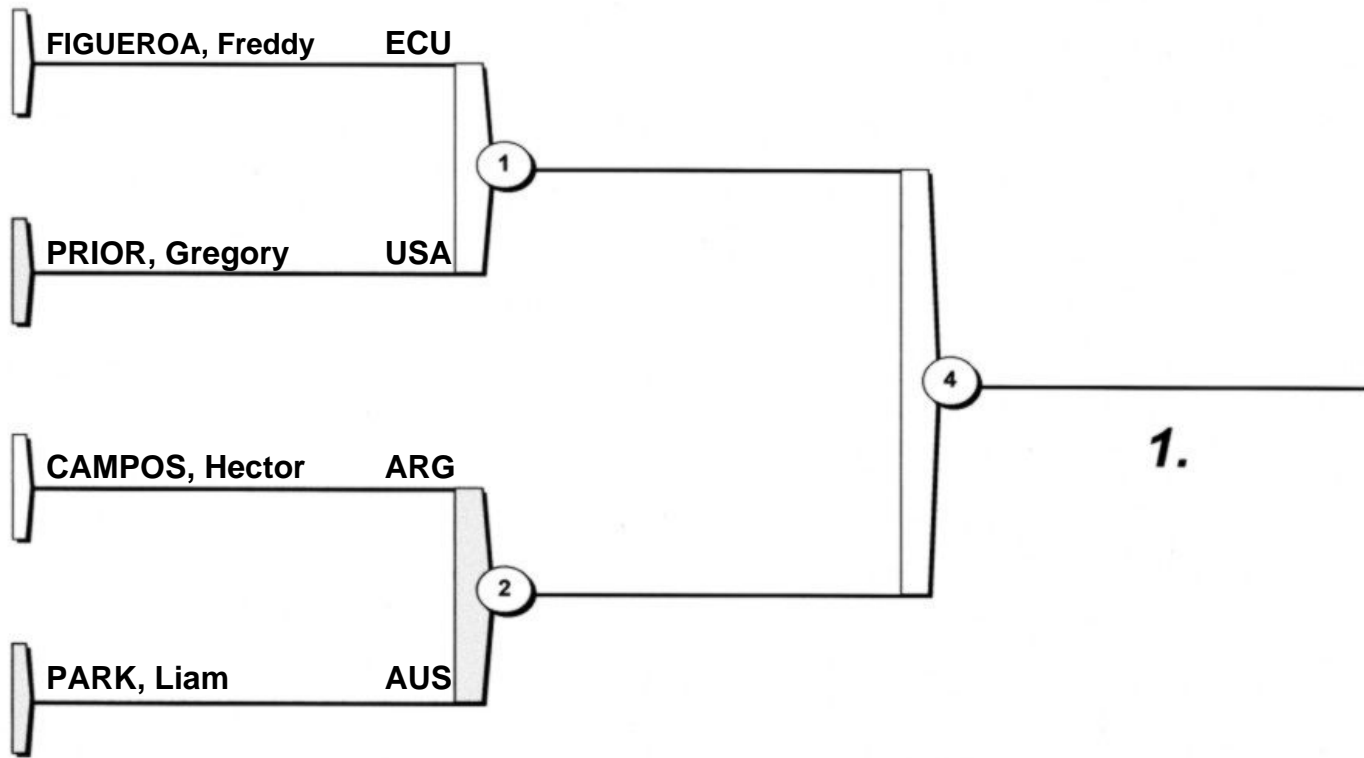 FIGUEROA, Freddy ECU
1
PRIOR, Gregory USA
4
1.
CAMPOS, Hector ARG
2
PARK, Liam AUS